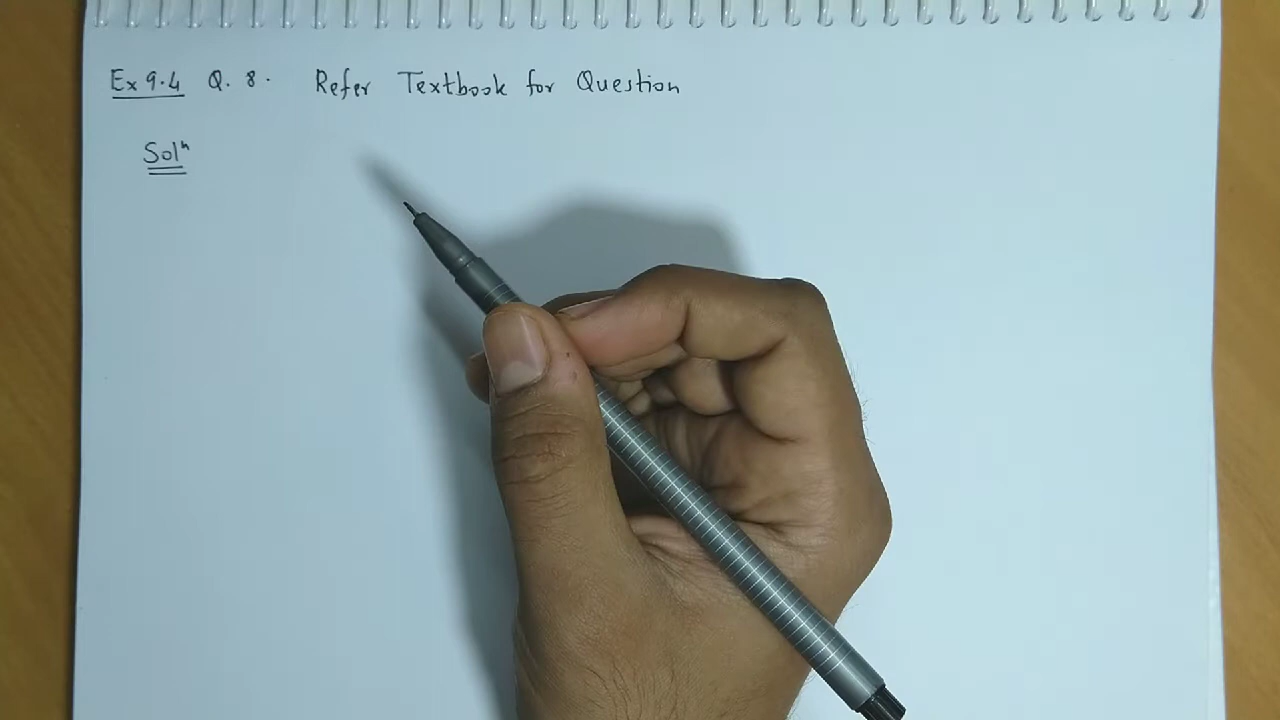 Ex 9.4 Q. 8. Refer Textbook for Question
Solⁿ